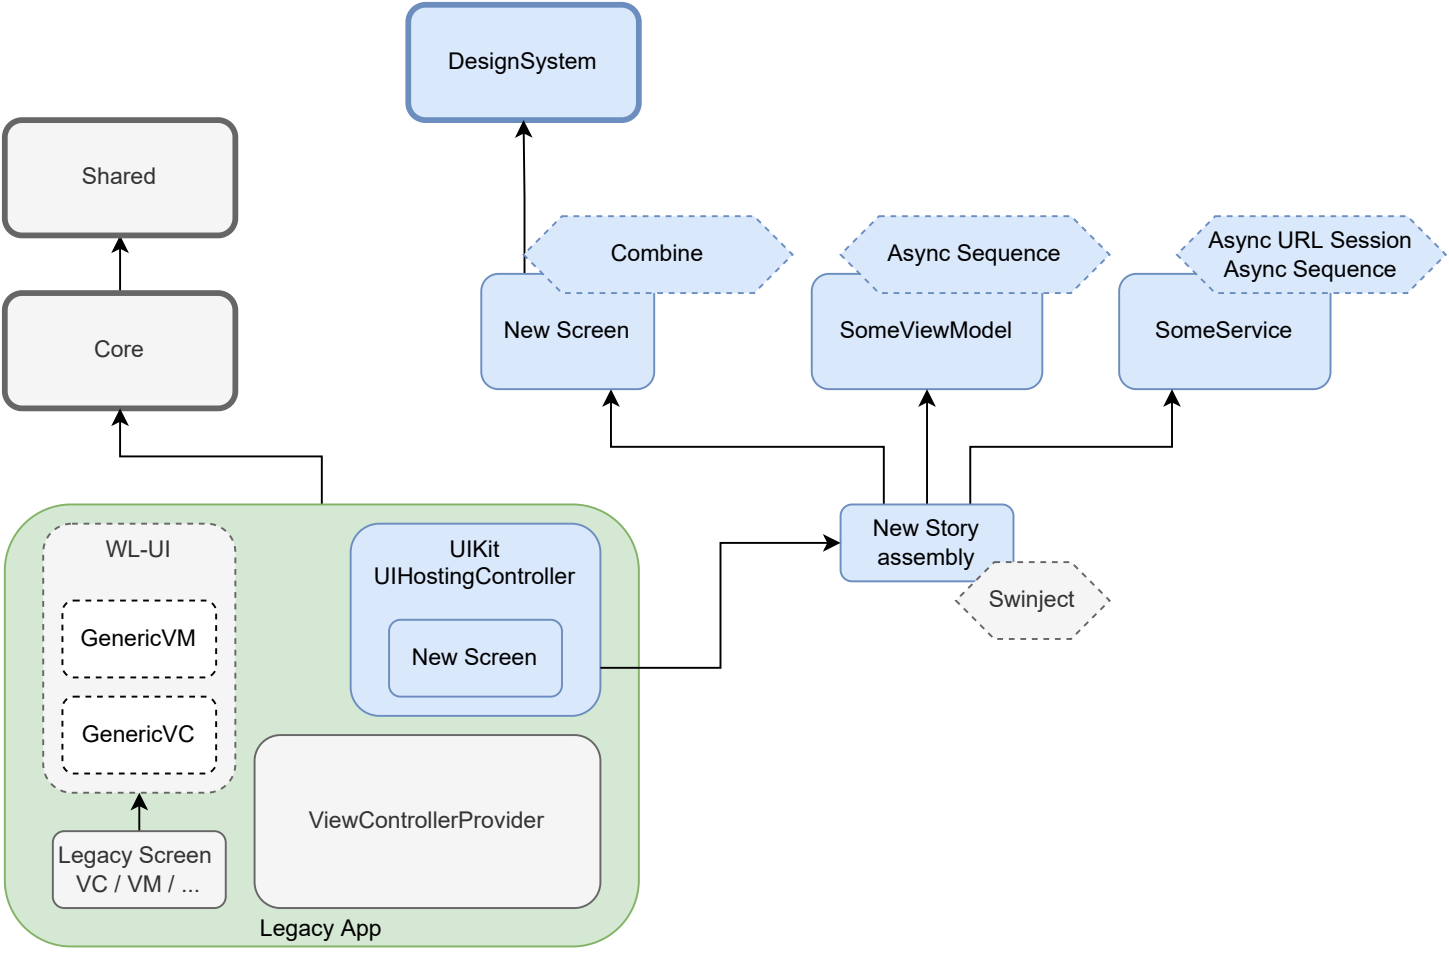 DesignSystem
Shared
Combine
Async Sequence
Async URL Session
Async Sequence
New Screen
SomeViewModel
SomeService
Core
WL-UI
GenericVM
GenericVC
Legacy Screen
VC / VM / ...
UIKit
UIHostingController
New Screen
ViewControllerProvider
Legacy App
New Story
assembly
Swinject